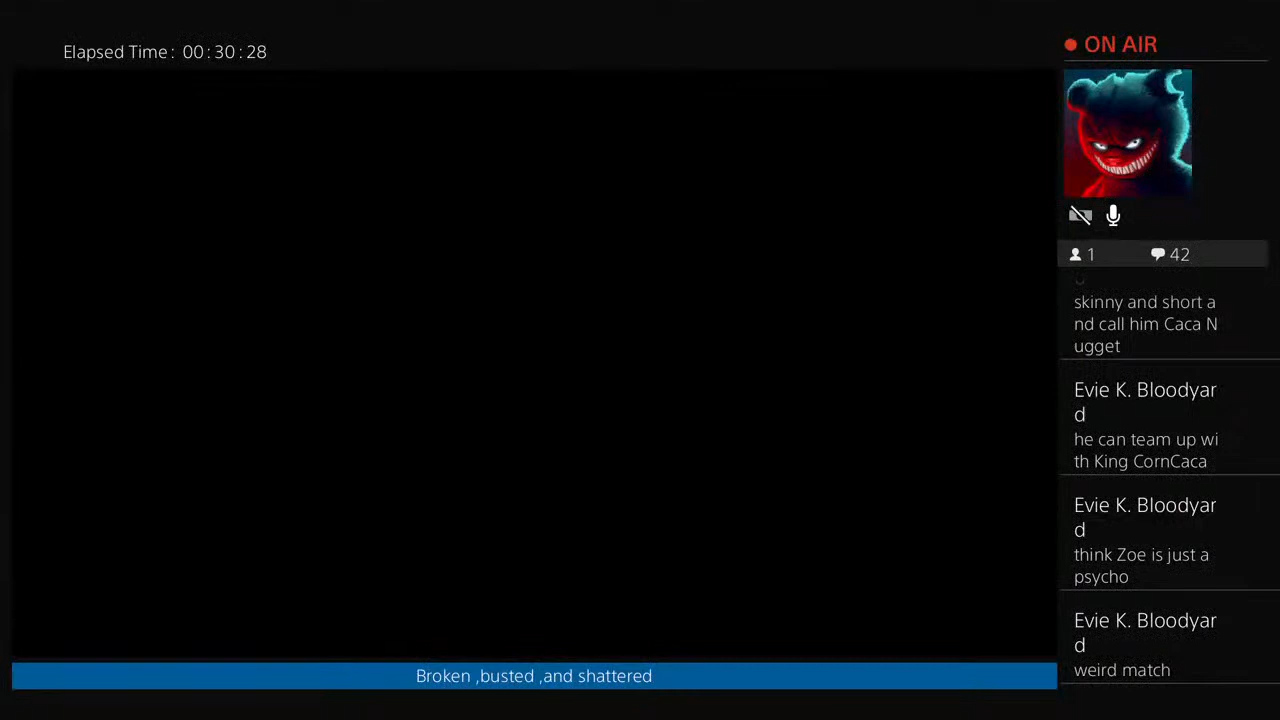 Elapsed Time: 00:30:28
ON AIR
1 42
skinny and short a
nd call him Caca N
ugget
Evie K. Bloodyar
d
he can team up wi
th King CornCaca
Evie K. Bloodyar
d
think Zoe is just a
psycho
Evie K. Bloodyar
d
weird match
Broken ,busted ,and shattered